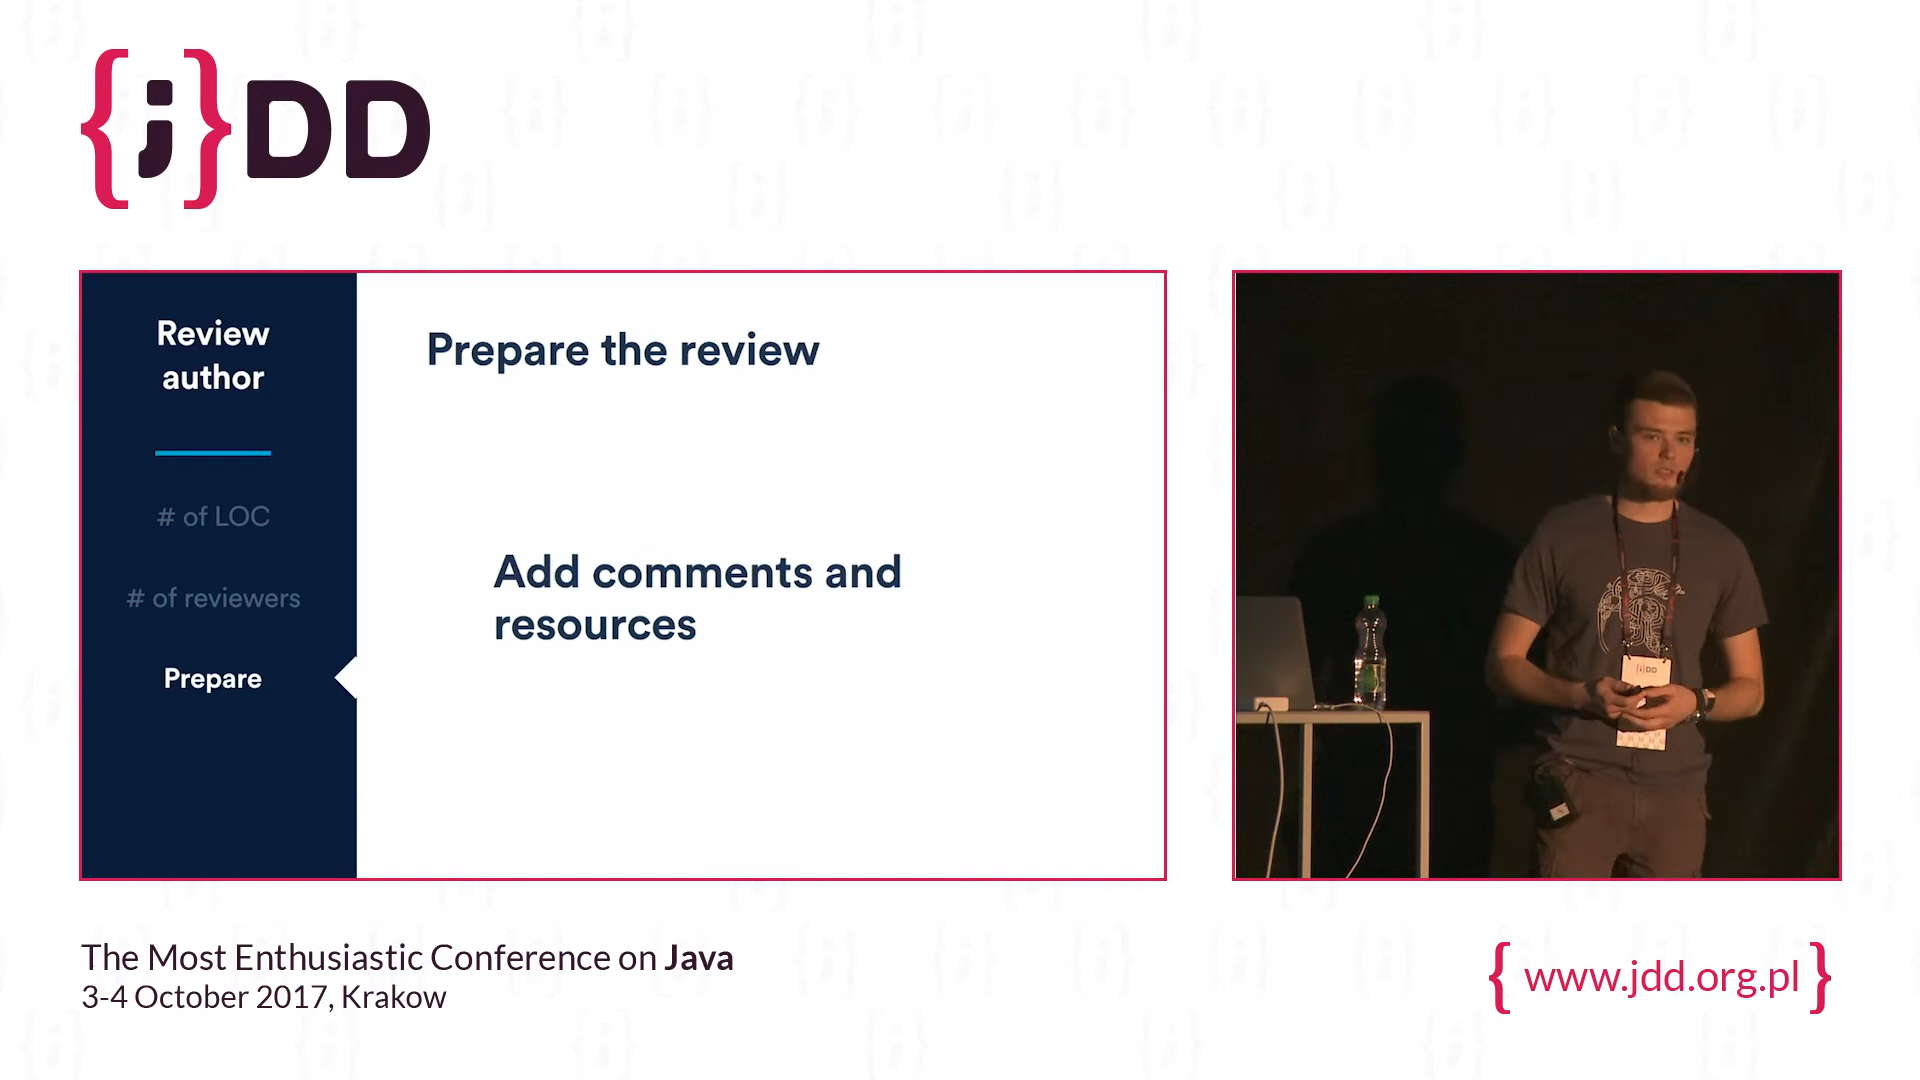 {;}DD
Review
author
# of LOC
# of reviewers
Prepare
Prepare the review
Add comments and
resources
{;}DD
The Most Enthusiastic Conference on Java
3-4 October 2017, Krakow
{ www.jdd.org.pl }